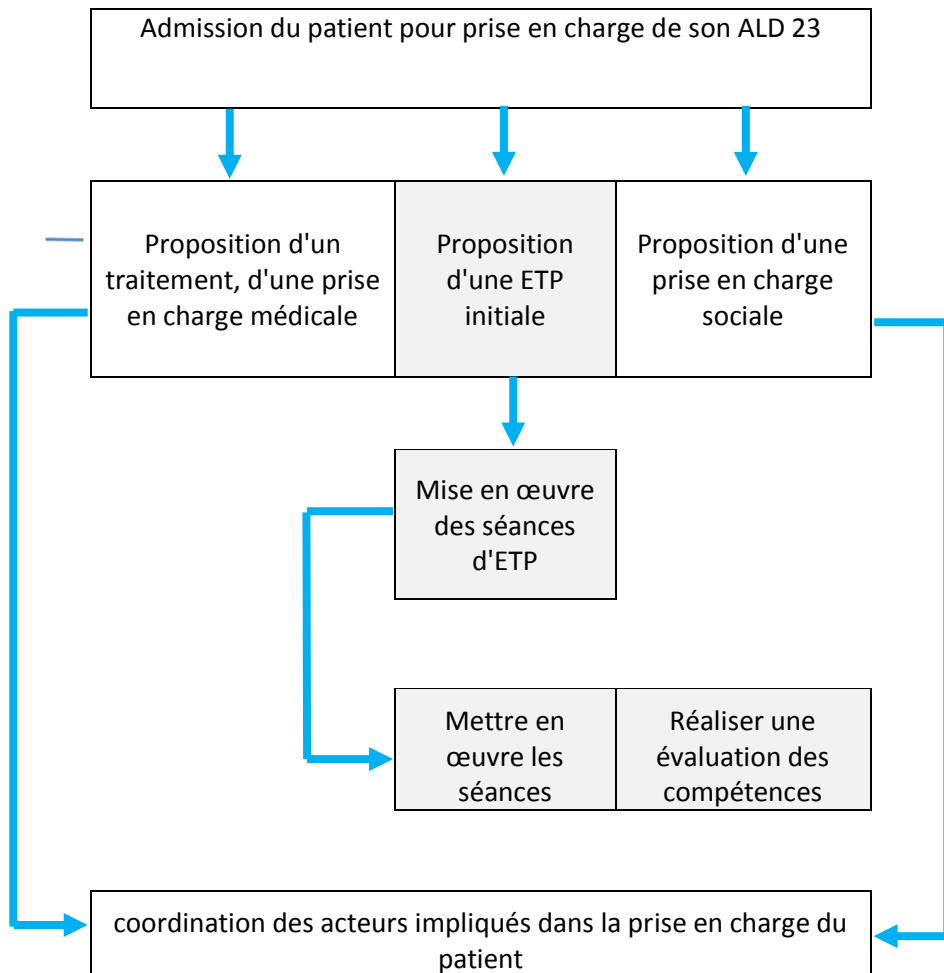 Admission du patient pour prise en charge de son ALD 23
Proposition d'un
traitement, d'une prise
en charge médicale
Proposition
d'une ETP
initiale
Proposition d'une
prise en charge
sociale
Mise en œuvre
des séances
d'ETP
Mettre en
œuvre les
séances
Réaliser une
évaluation des
compétences
coordination des acteurs impliqués dans la prise en charge du
patient